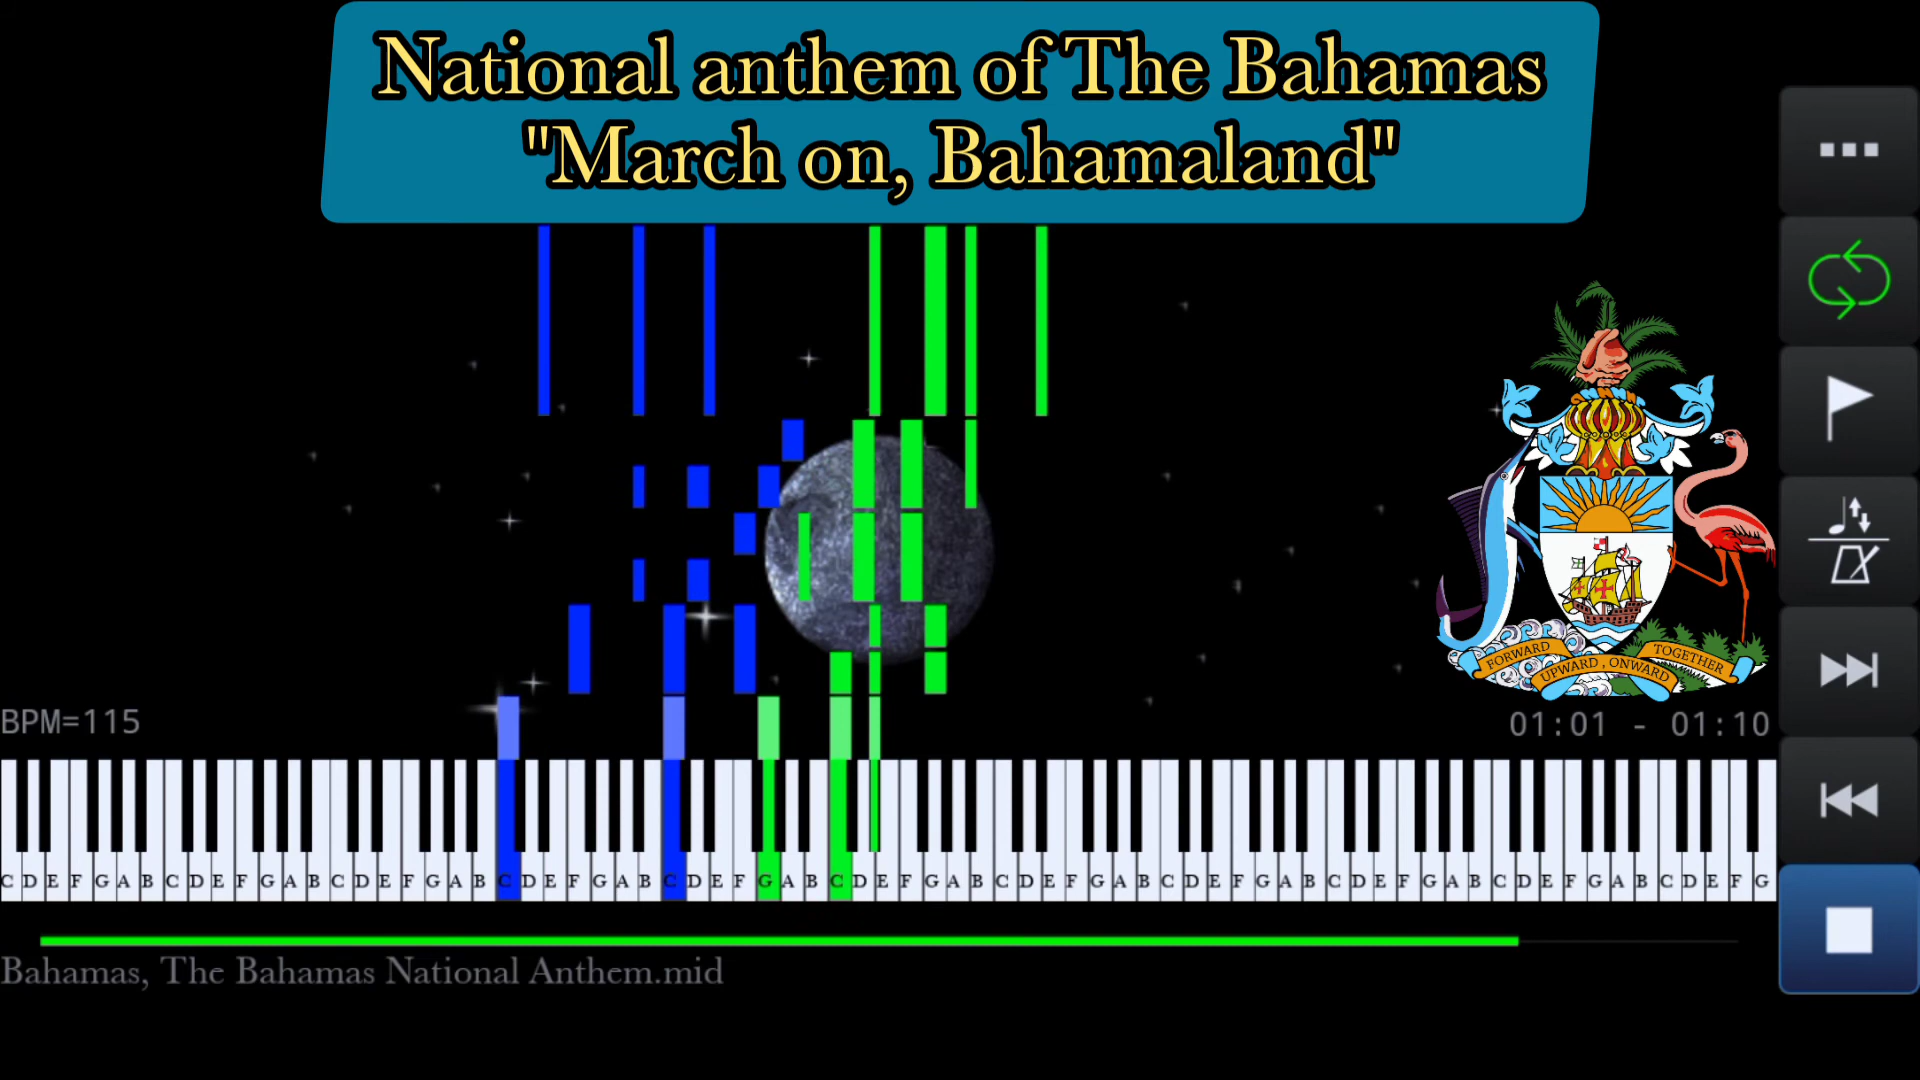 National anthem of The Bahamas
"March on, Bahamaland"
FORWARD UPWARD, ONWARD TOGETHER
BPM=115
01:01 - 01:10
C D E F G A B C D E F G A B C D E F G A B C D E F G A B C D E F G A B C D E F G A B C D E F G A B C D E F G A B C D E F G A B C D E F G A B C D E F G
Bahamas, The Bahamas National Anthem.mid